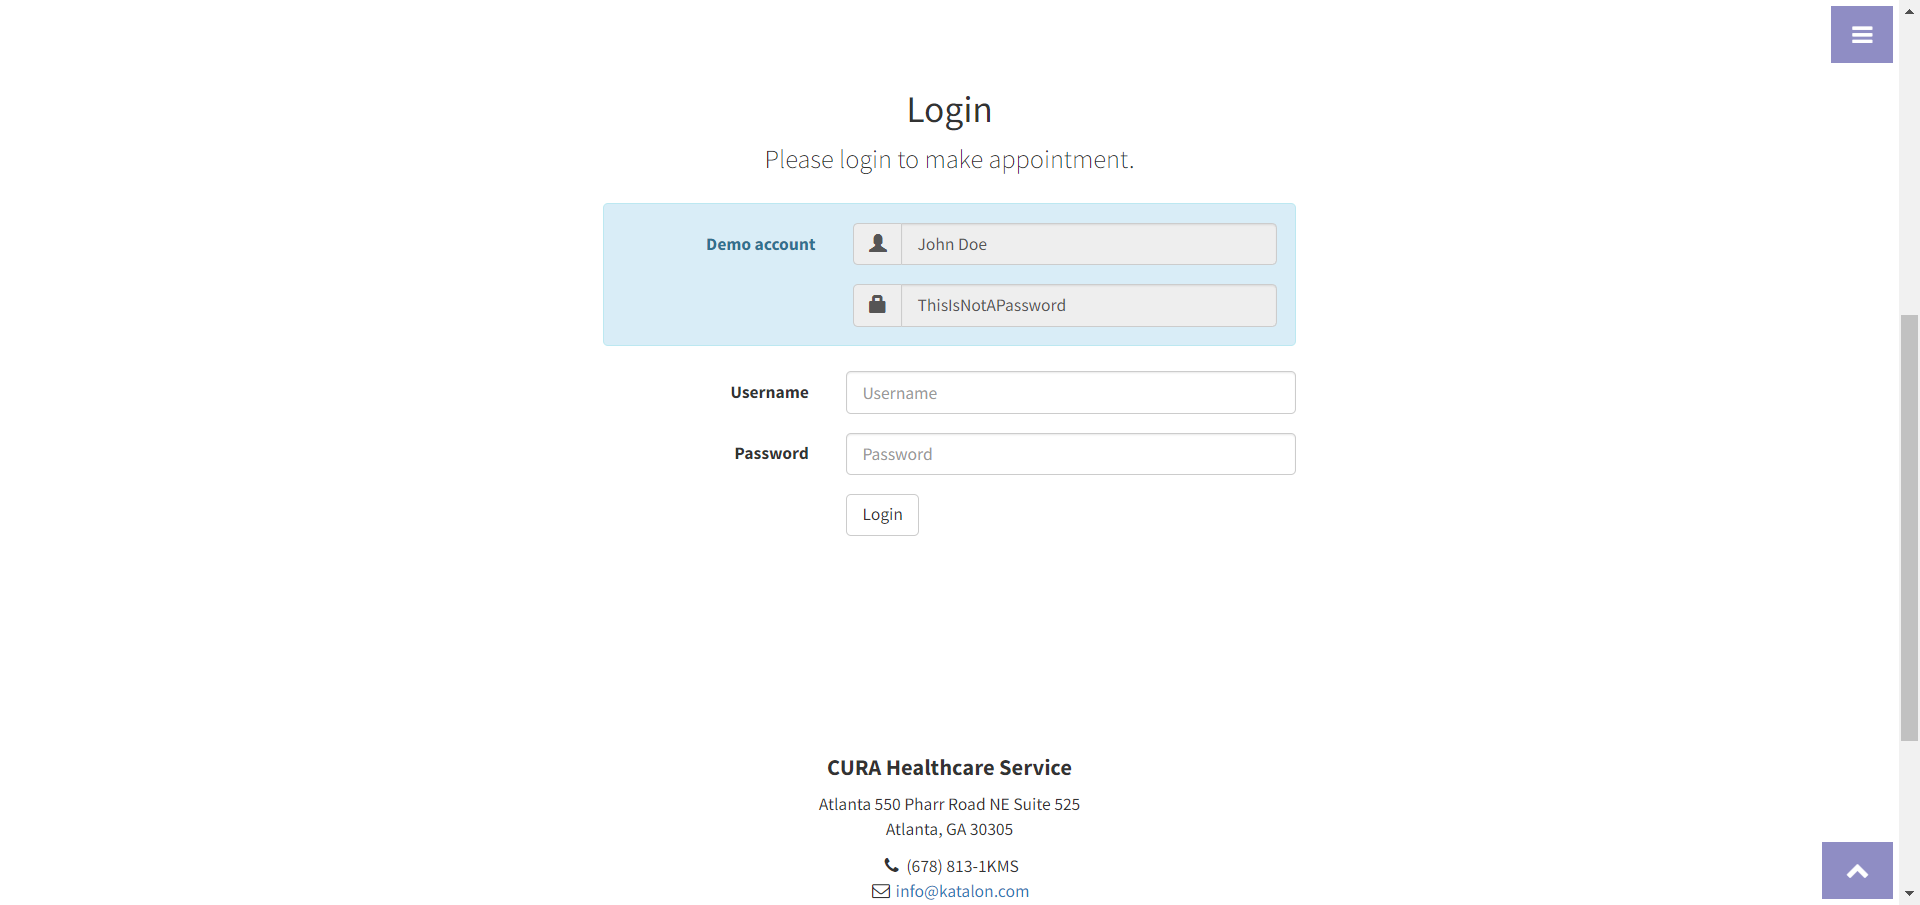 Login
Please login to make appointment.
Demo account
John Doe
ThisIsNotAPassword
Username
Username
Password
Password
Login
CURA Healthcare Service
Atlanta 550 Pharr Road NE Suite 525
Atlanta, GA 30305
(678) 813-1KMS
info@katalon.com